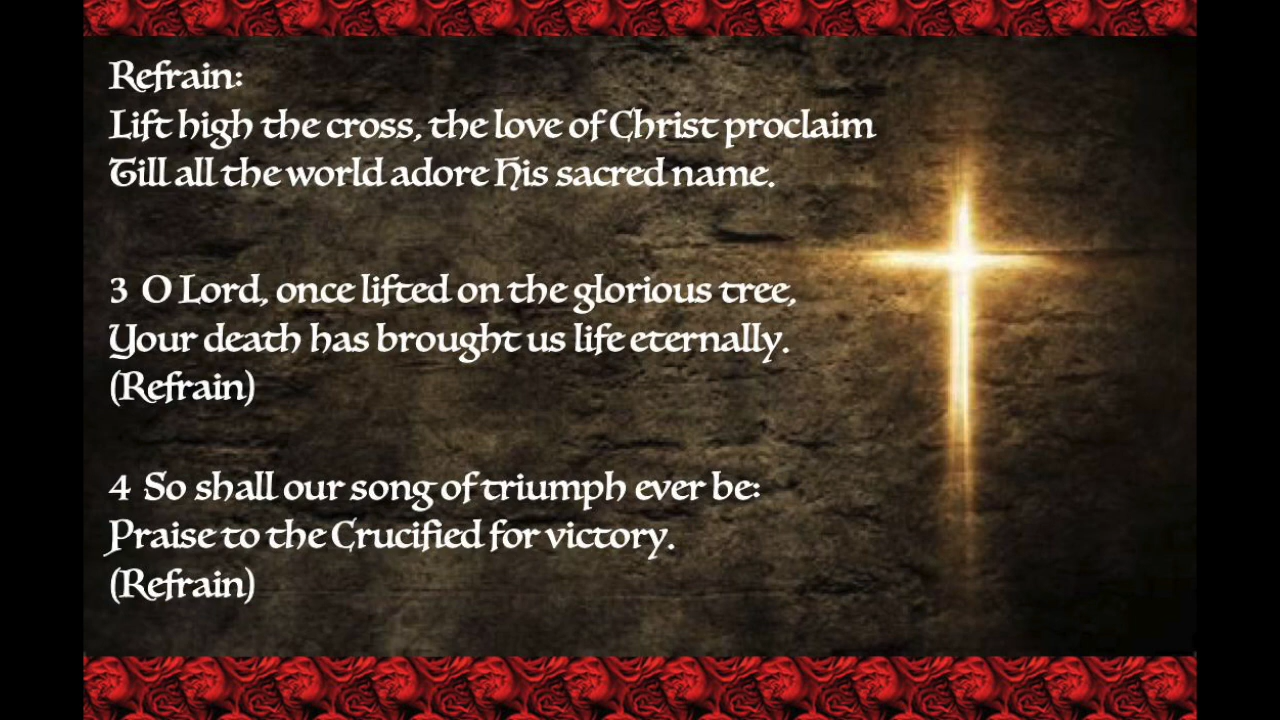 Refrain:
Lift high the cross, the love of Christ proclaim
Till all the world adore His sacred name.
3 O Lord, once lifted on the glorious tree,
Your death has brought us life eternally.
(Refrain)
4 So shall our song of triumph ever be:
Praise to the Crucified for victory.
(Refrain)